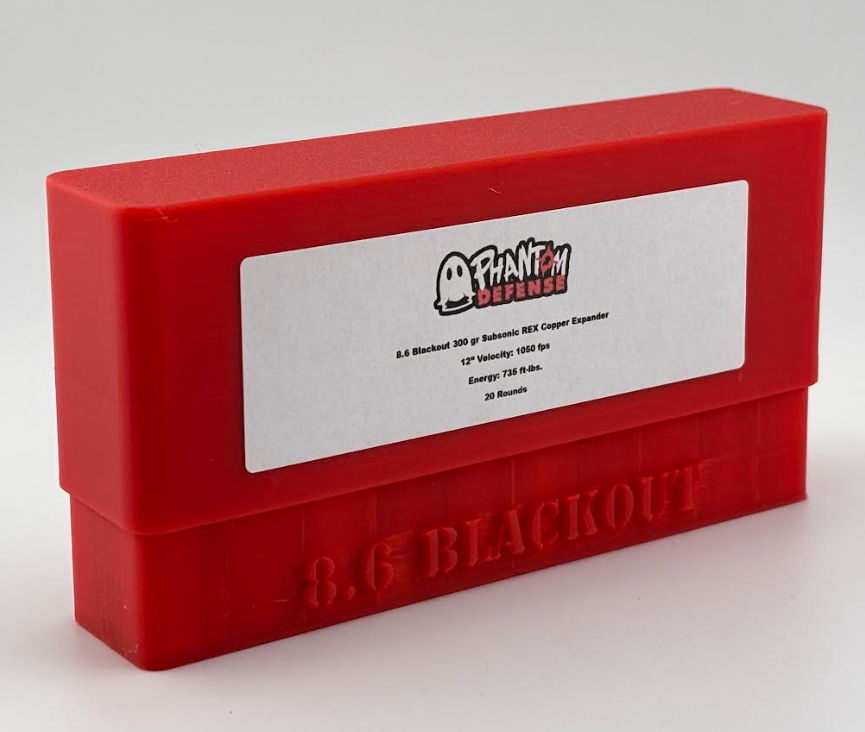 PHANTOM
DEFENSE
8.6 Blackout 300 gr Subsonic REX Copper Expander
12" Velocity: 1050 fps
Energy: 735 ft-lbs.
20 Rounds
8.6 BLACKOUT